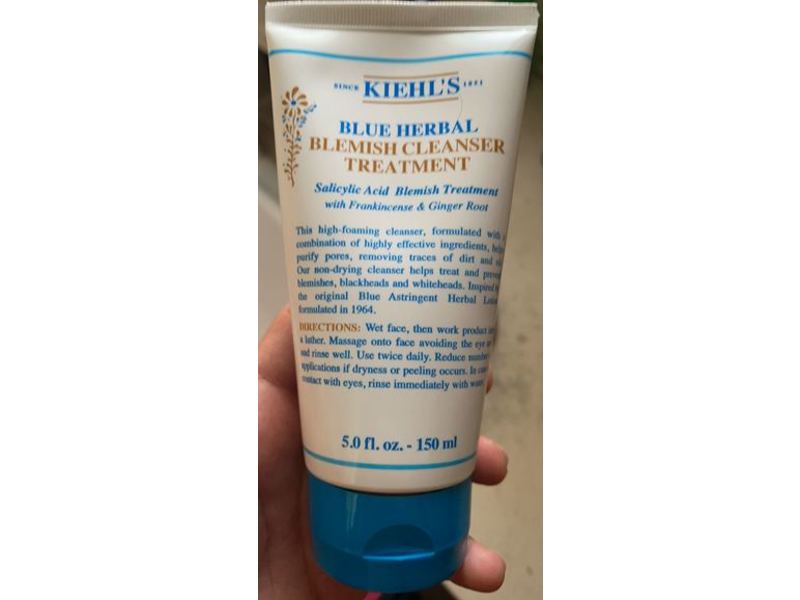 SINCE KIEHL'S 1851
BLUE HERBAL
BLEMISH CLEANSER
TREATMENT
Salicylic Acid Blemish Treatment
with Frankincense & Ginger Root
This high-foaming cleanser, formulated with
combination of highly effective ingredients,
purify pores, removing traces of dirt and
Our non-drying cleanser helps treat and
blemishes, blackheads and whiteheads. Inspired
the original Blue Astringent Herbal
formulated in 1964.
DIRECTIONS: Wet face, then work product
a lather. Massage onto face avoiding the eye
and rinse well. Use twice daily. Reduce
applications if dryness or peeling occurs. In
contact with eyes, rinse immediately with
5.0 fl. oz. - 150 ml